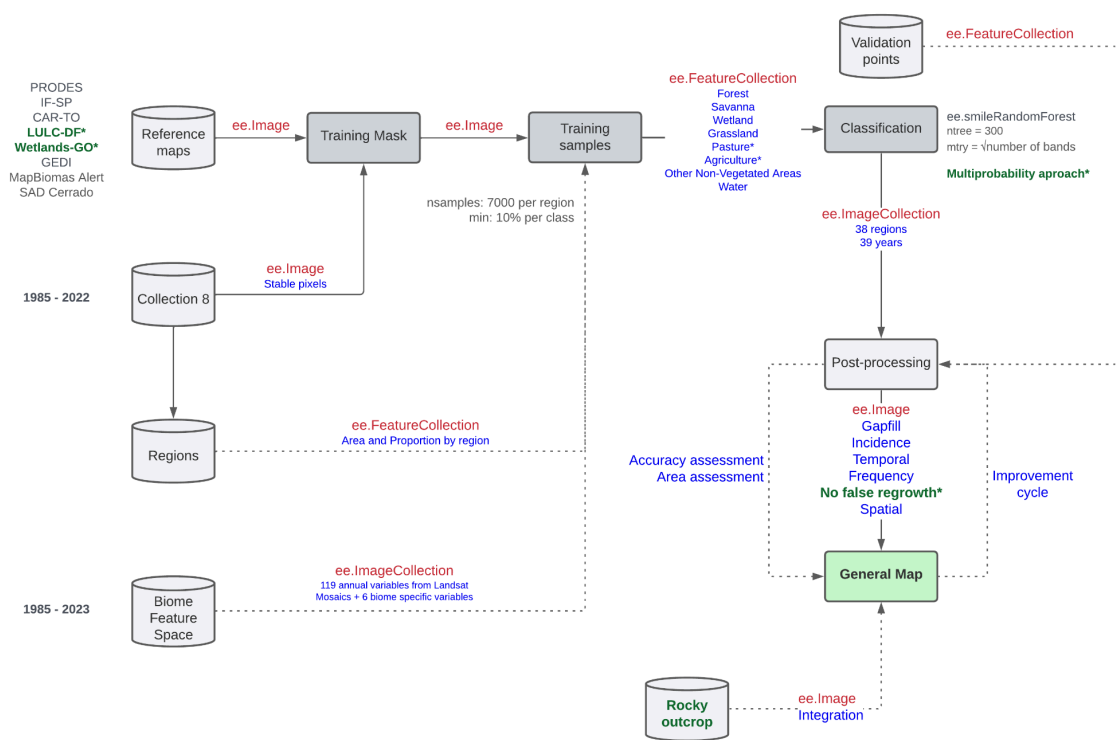 Validation
points
ee.FeatureCollection
PRODES
IF-SP
CAR-TO
LULC-DF*
Wetlands-GO*
GEDI
MapBiomas Alert
SAD Cerrado
Reference
maps
ee.Image
Training Mask
ee.Image
Training
samples
ee.FeatureCollection
Forest
Savanna
Wetland
Grassland
Pasture*
Agriculture*
Other Non-Vegetated Areas
Water
Classification
ee.smileRandomForest
ntree = 300
mtry = √number of bands
Multiprobability aproach*
nsamples: 7000 per region
min: 10% per class
ee.ImageCollection
38 regions
39 years
1985 - 2022
Collection 8
ee.Image
Stable pixels
Post-processing
Regions
ee.FeatureCollection
Area and Proportion by region
ee.Image
Gapfill
Incidence
Temporal
Frequency
No false regrowth*
Spatial
Accuracy assessment
Area assessment
Improvement
cycle
1985 - 2023
Biome
Feature
Space
ee.ImageCollection
119 annual variables from Landsat
Mosaics + 6 biome specific variables
General Map
Rocky
outcrop
ee.Image
Integration